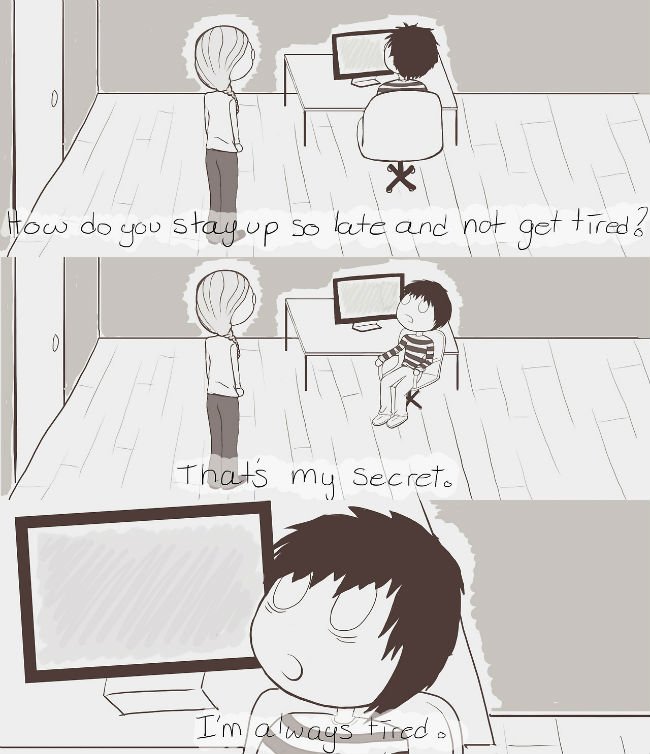 How do you stay up so late and not get tired?
That's my secret.
I'm always tired.